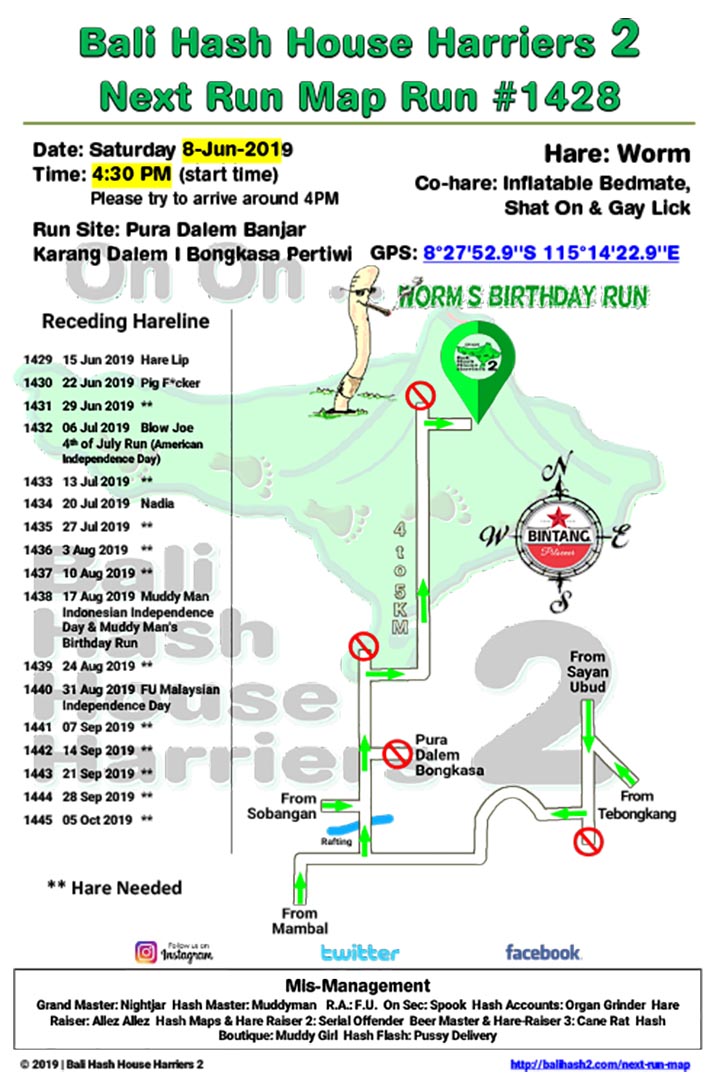 Bali Hash House Harriers 2
Next Run Map Run #1428
Date: Saturday 8-Jun-2019
Time: 4:30 PM (start time)
Please try to arrive around 4PM
Hare: Worm
Co-hare: Inflatable Bedmate,
Shat On & Gay Lick
Run Site: Pura Dalem Banjar
Karang Dalem I Bongkasa Pertiwi
GPS: 8°27'52.9''S 115°14'22.9''E
On On ...
WORM S BIRTHDAY RUN
Receding Hareline
1429 15 Jun 2019 Hare Lip
1430 22 Jun 2019 Pig F*cker
1431 29 Jun 2019 **
1432 06 Jul 2019 Blow Joe
4th of July Run (American
Independence Day)
1433 13 Jul 2019 **
1434 20 Jul 2019 Nadia
1435 27 Jul 2019 **
1436 3 Aug 2019 **
1437 10 Aug 2019 **
1438 17 Aug 2019 Muddy Man
Indonesian Independence
Day & Muddy Man's
Birthday Run
1439 24 Aug 2019 **
1440 31 Aug 2019 FU Malaysian
Independence Day
1441 07 Sep 2019 **
1442 14 Sep 2019 **
1443 21 Sep 2019 **
1444 28 Sep 2019 **
1445 05 Oct 2019 **
** Hare Needed
Bali
Hash
House
Harriers 2
Bali
Hash
House
Harriers 2
N
W
E
S
BINTANG
Pilsener
4 to 5KM
From
Sayan
Ubud
Pura
Dalem
Bongkasa
From
Tebongkang
From
Sobangan
Rafting
From
Mambal
Follow us on
Instagram
twitter
facebook
Mis-Management
Grand Master: Nightjar Hash Master: Muddyman R.A.: F.U. On Sec: Spook Hash Accounts: Organ Grinder Hare
Raiser: Allez Allez Hash Maps & Hare Raiser 2: Serial Offender Beer Master & Hare-Raiser 3: Cane Rat Hash
Boutique: Muddy Girl Hash Flash: Pussy Delivery
© 2019 | Bali Hash House Harriers 2
http://balihash2.com/next-run-map